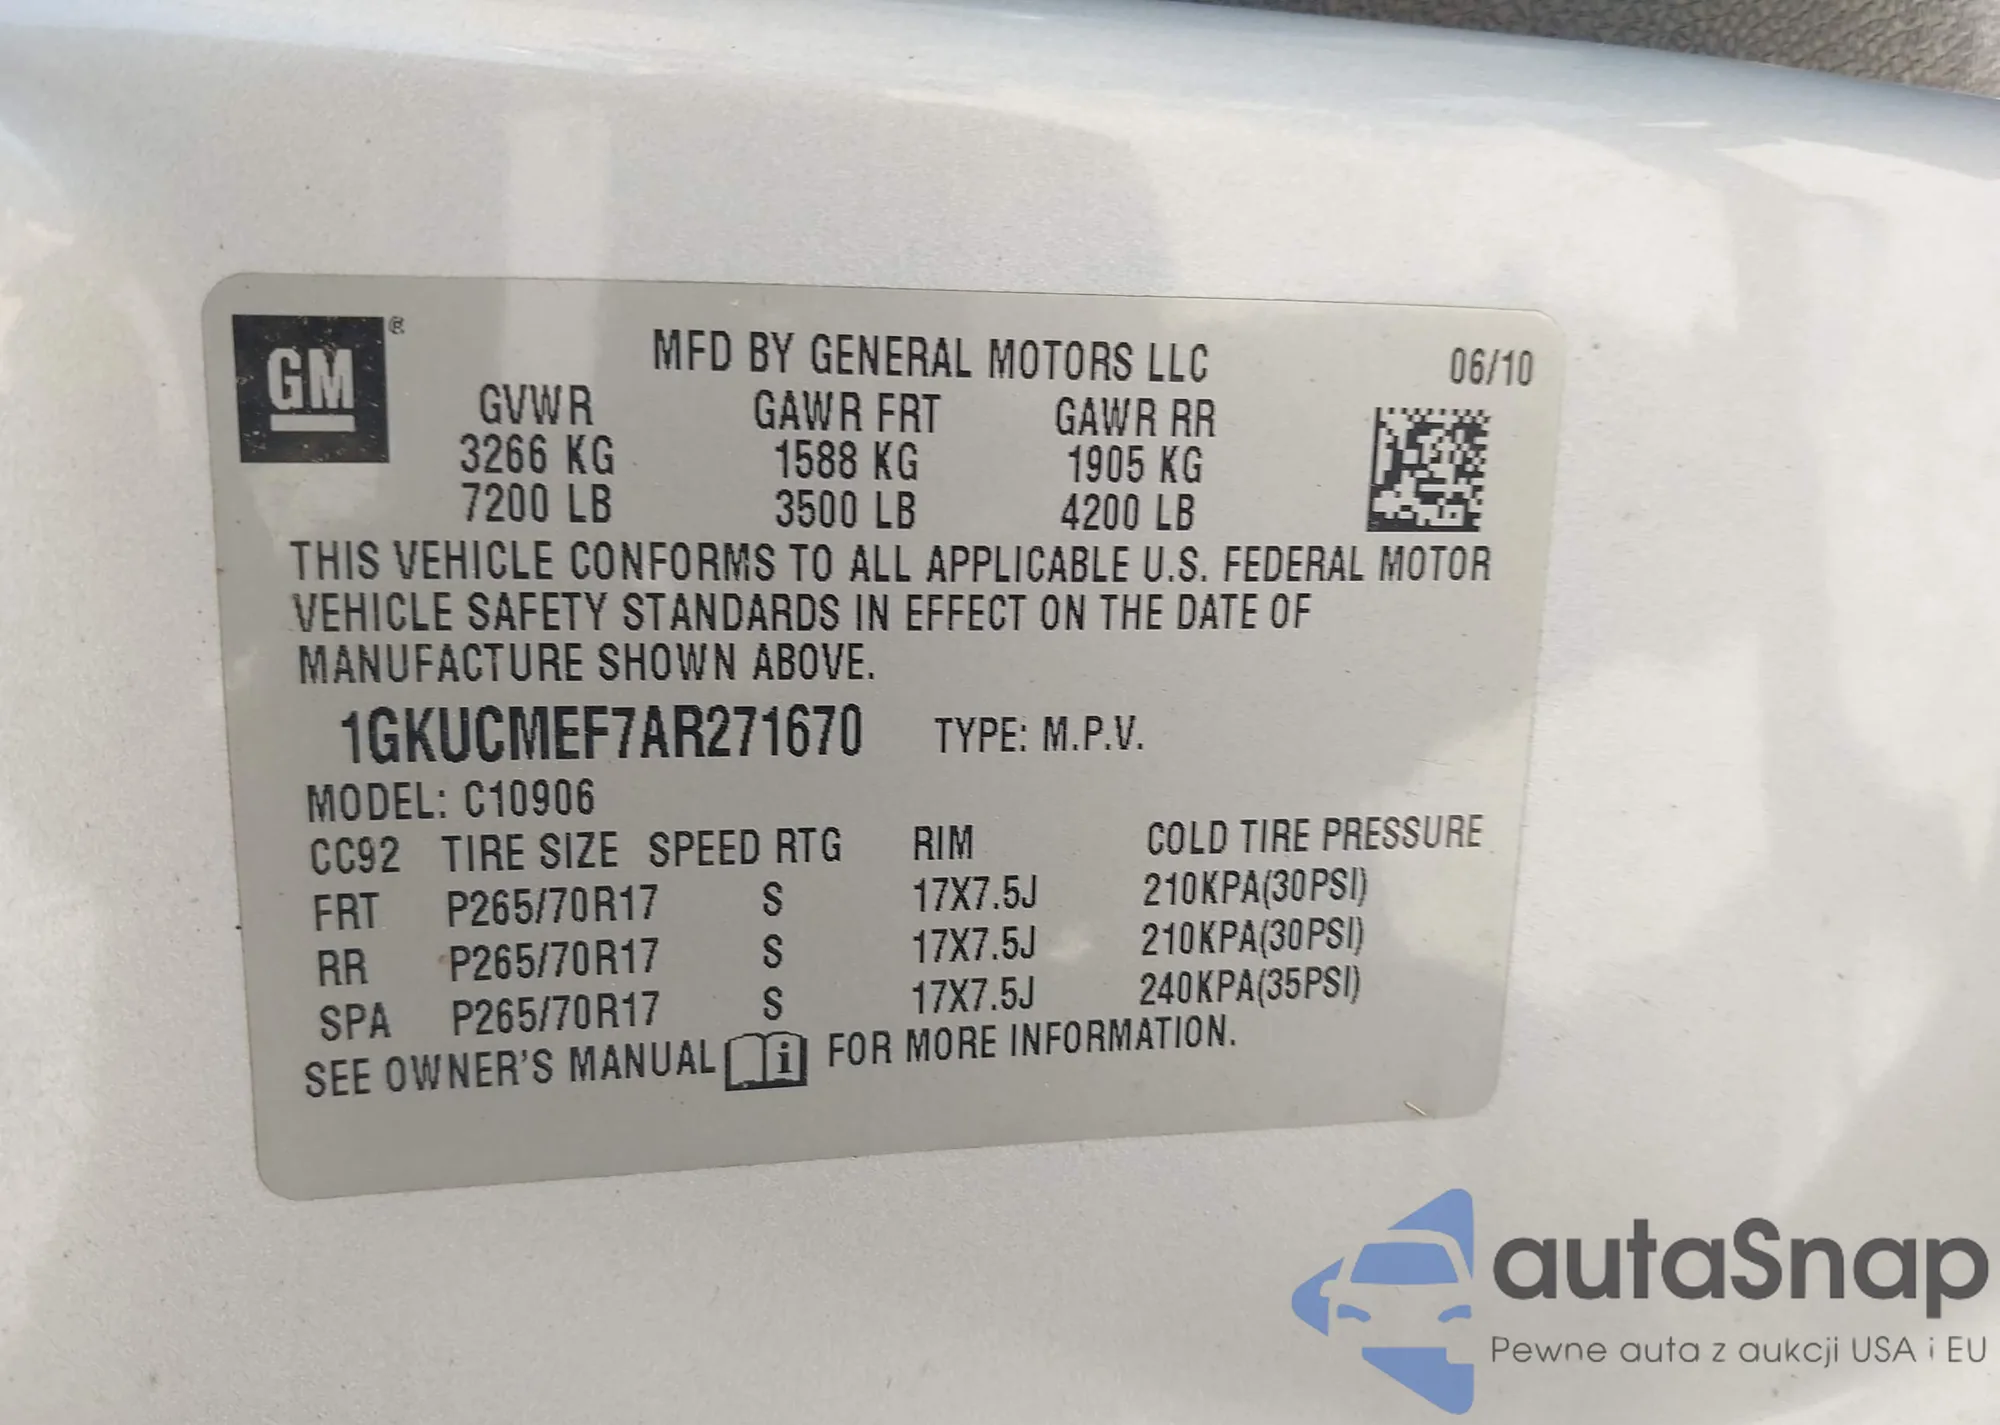 GM ®
MFD BY GENERAL MOTORS LLC 06/10
GVWR GAWR FRT GAWR RR
3266 KG 1588 KG 1905 KG
7200 LB 3500 LB 4200 LB
THIS VEHICLE CONFORMS TO ALL APPLICABLE U.S. FEDERAL MOTOR
VEHICLE SAFETY STANDARDS IN EFFECT ON THE DATE OF
MANUFACTURE SHOWN ABOVE.
1GKUCMEF7AR271670 TYPE: M.P.V.
MODEL: C10906
CC92 TIRE SIZE SPEED RTG RIM COLD TIRE PRESSURE
FRT P265/70R17 S 17X7.5J 210KPA(30PSI)
RR P265/70R17 S 17X7.5J 210KPA(30PSI)
SPA P265/70R17 S 17X7.5J 240KPA(35PSI)
SEE OWNER'S MANUAL i FOR MORE INFORMATION.
autaSnap
Pewne auta z aukcji USA i EU